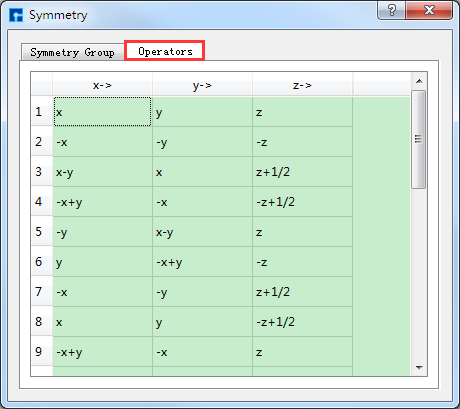 Symmetry
Symmetry Group Operators
x-> y-> z->
1 x y z
2 -x -y -z
3 x-y x z+1/2
4 -x+y -x -z+1/2
5 -y x-y z
6 y -x+y -z
7 -x -y z+1/2
8 x y -z+1/2
9 -x+y -x z